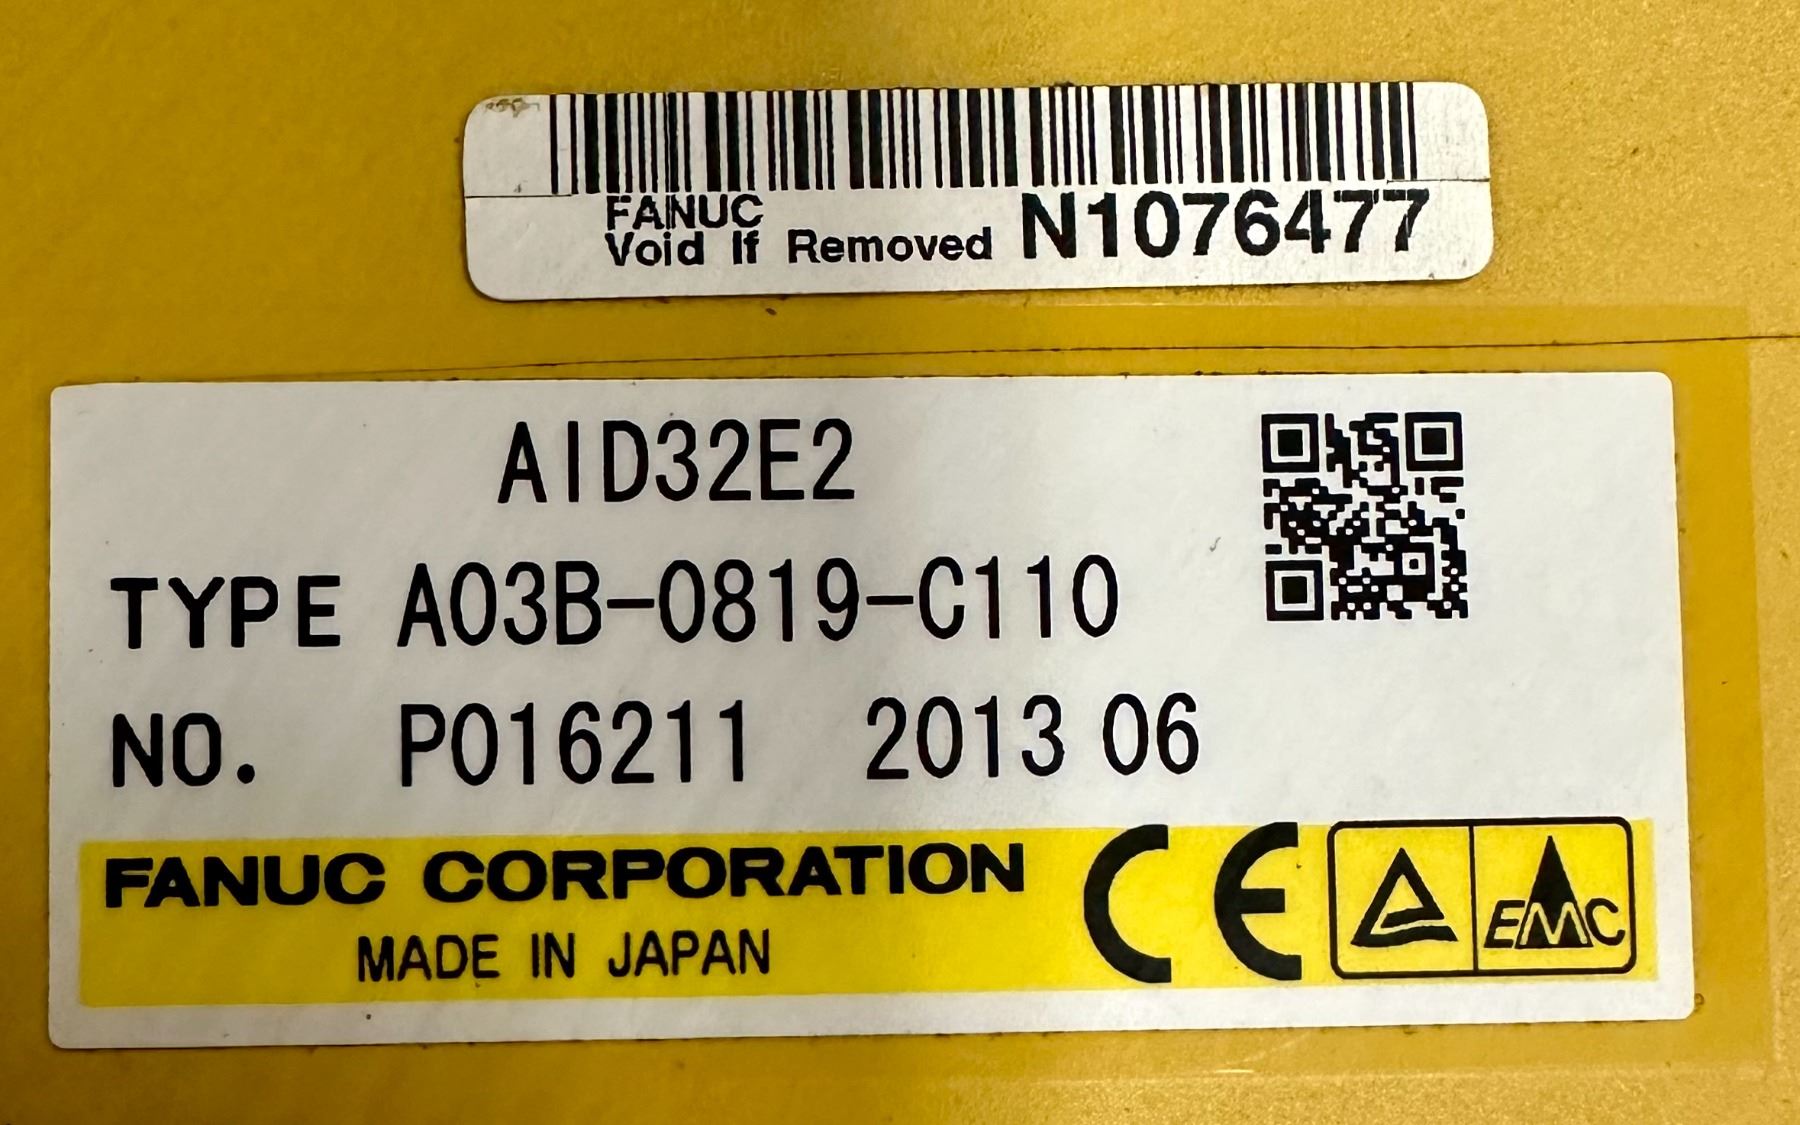 FANUC
Void If Removed N1076477
AID32E2
TYPE A03B-0819-C110
NO. P016211 2013 06
FANUC CORPORATION
MADE IN JAPAN
CE
EMC